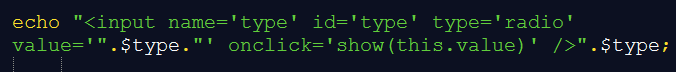 echo "<input name='type' id='type' type='radio'
value='".$type."' onclick='show(this.value)' />".$type;